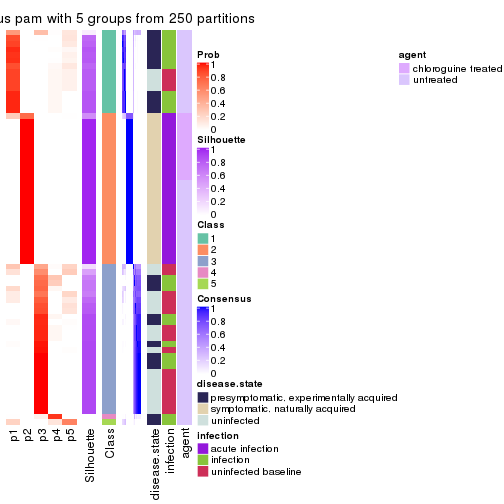 us pam with 5 groups from 250 partitions
Prob
1
0.8
0.6
0.4
0.2
0
Silhouette
1
0.8
0.6
0.4
0.2
0
Class
1
2
3
4
5
Consensus
1
0.8
0.6
0.4
0.2
0
disease.state
presymptomatic. experimentally acquired
symptomatic. naturally acquired
uninfected
infection
acute infection
infection
uninfected baseline
agent
chloroguine treated
untreated
p1
p2
p3
p4
p5
Silhouette
Class
disease.state
infection
agent